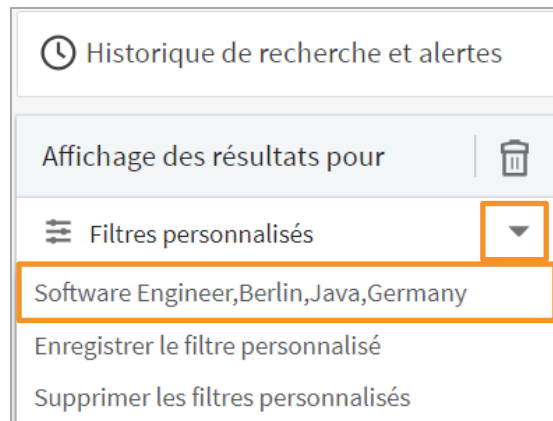 Historique de recherche et alertes
Affichage des résultats pour
Filtres personnalisés
Software Engineer,Berlin,Java,Germany
Enregistrer le filtre personnalisé
Supprimer les filtres personnalisés